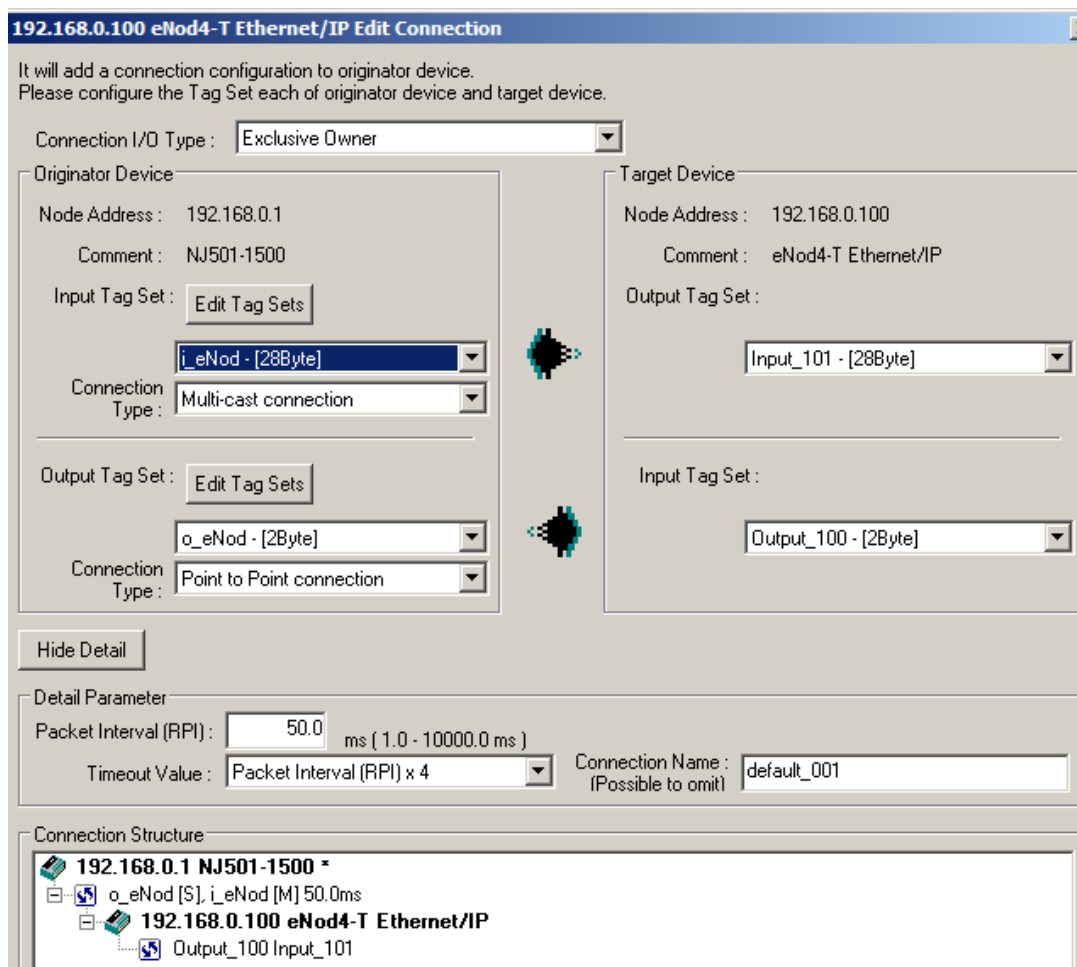 192.168.0.100 eNod4-T Ethernet/IP Edit Connection
It will add a connection configuration to originator device.
Please configure the Tag Set each of originator device and target device.
Connection I/O Type : Exclusive Owner
Originator Device
Node Address : 192.168.0.1
Comment : NJ501-1500
Input Tag Set : Edit Tag Sets
i_eNod - [28Byte]
Connection Type : Multi-cast connection
Output Tag Set : Edit Tag Sets
o_eNod - [2Byte]
Connection Type : Point to Point connection
Target Device
Node Address : 192.168.0.100
Comment : eNod4-T Ethernet/IP
Output Tag Set :
Input_101 - [28Byte]
Input Tag Set :
Output_100 - [2Byte]
Hide Detail
Detail Parameter
Packet Interval (RPI) : 50.0 ms ( 1.0 - 10000.0 ms )
Timeout Value : Packet Interval (RPI) x 4
Connection Name : (Possible to omit) default_001
Connection Structure
192.168.0.1 NJ501-1500 *
o_eNod [S], i_eNod [M] 50.0ms
192.168.0.100 eNod4-T Ethernet/IP
Output_100 Input_101